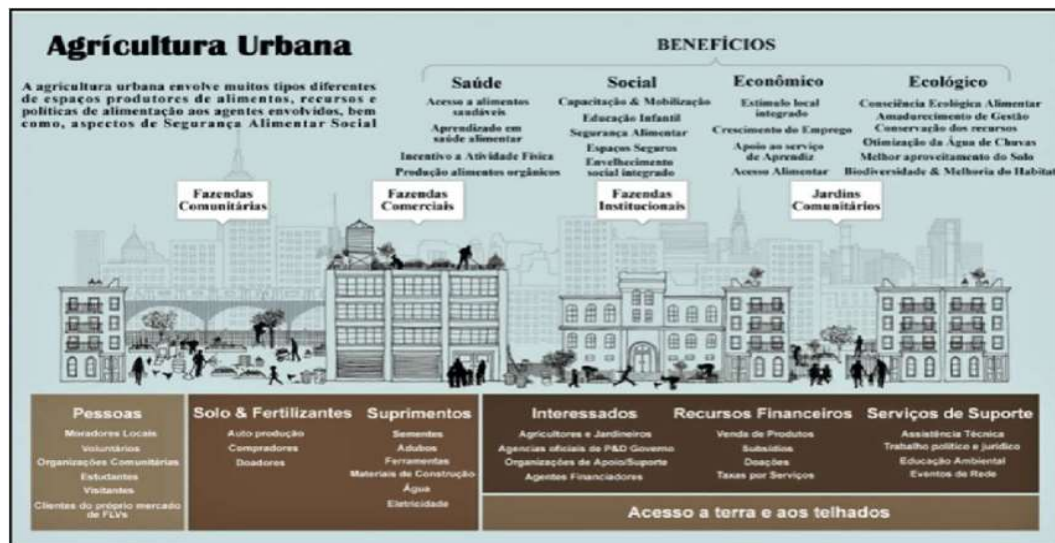 Agrícultura Urbana
A agricultura urbana envolve muitos tipos diferentes
de espaços produtores de alimentos, recursos e
políticas de alimentação aos agentes envolvidos, bem
como, aspectos de Segurança Alimentar Social
BENEFÍCIOS
Saúde
Acesso a alimentos
saudáveis
Aprendizado em
saúde alimentar
Incentivo a Atividade Física
Produção alimentos orgânicos
Social
Capacitação & Mobilização
Educação Infantil
Segurança Alimentar
Espaços Seguros
Envelhecimento
social integrado
Econômico
Estímulo local
integrado
Crescimento do Emprego
Apoio ao serviço
de Aprendiz
Acesso Alimentar
Ecológico
Consciência Ecológica Alimentar
Amadurecimento de Gestão
Conservação dos recursos
Otimização da Água de Chuvas
Melhor aproveitamento do Solo
Biodiversidade & Melhoria do Habitat
Fazendas
Comunitárias
Fazendas
Comerciais
Fazendas
Institucionais
Jardins
Comunitários
Pessoas
Moradores Locais
Voluntários
Organizações Comunitárias
Estudantes
Visitantes
Clientes do próprio mercado
de FLVs
Solo & Fertilizantes
Auto produção
Compradores
Doadores
Suprimentos
Sementes
Adubos
Ferramentas
Materiais de Construção
Água
Eletricidade
Interessados
Agricultores e Jardineiros
Agencias oficiais de P&D Governo
Organizações de Apoio/Suporte
Agentes Financiadores
Recursos Financeiros
Venda de Produtos
Subsídios
Doações
Taxas por Serviços
Serviços de Suporte
Assistência Técnica
Trabalho político e jurídico
Educação Ambiental
Eventos de Rede
Acesso a terra e aos telhados